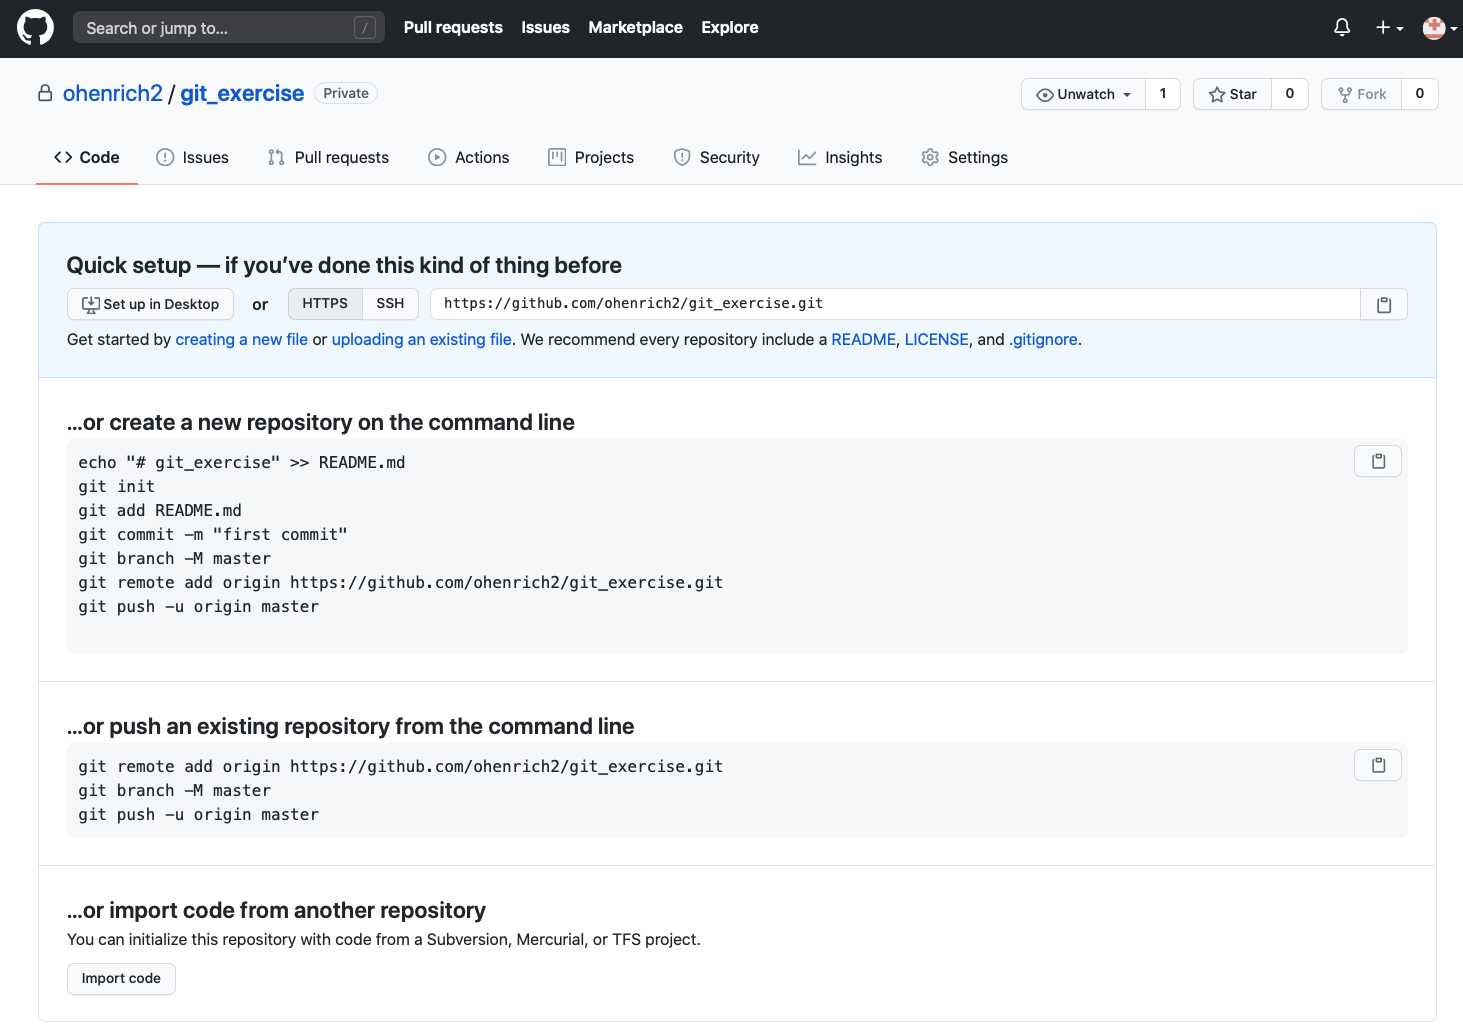 Search or jump to... /
Pull requests Issues Marketplace Explore
ohenrich2 / git_exercise Private
Unwatch 1 Star 0 Fork 0
Code Issues Pull requests Actions Projects Security Insights Settings
Quick setup — if you’ve done this kind of thing before
Set up in Desktop or HTTPS SSH https://github.com/ohenrich2/git_exercise.git
Get started by creating a new file or uploading an existing file. We recommend every repository include a README, LICENSE, and .gitignore.
…or create a new repository on the command line
echo "# git_exercise" >> README.md
git init
git add README.md
git commit -m "first commit"
git branch -M master
git remote add origin https://github.com/ohenrich2/git_exercise.git
git push -u origin master
…or push an existing repository from the command line
git remote add origin https://github.com/ohenrich2/git_exercise.git
git branch -M master
git push -u origin master
…or import code from another repository
You can initialize this repository with code from a Subversion, Mercurial, or TFS project.
Import code